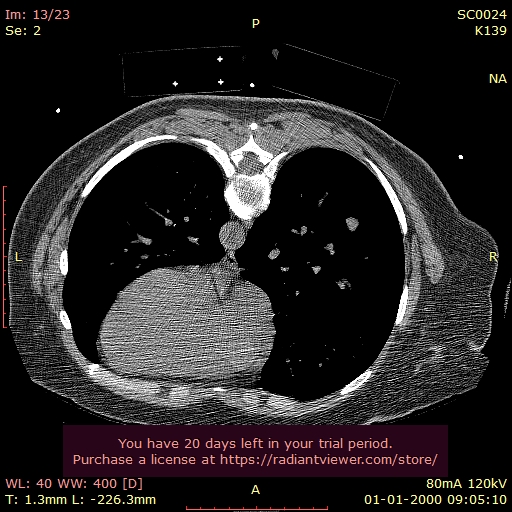 Im: 13/23
Se: 2
P
SC0024
K139
NA
L
R
You have 20 days left in your trial period.
Purchase a license at https://radiantviewer.com/store/
WL: 40 WW: 400 [D]
T: 1.3mm L: -226.3mm
A
80mA 120kV
01-01-2000 09:05:10